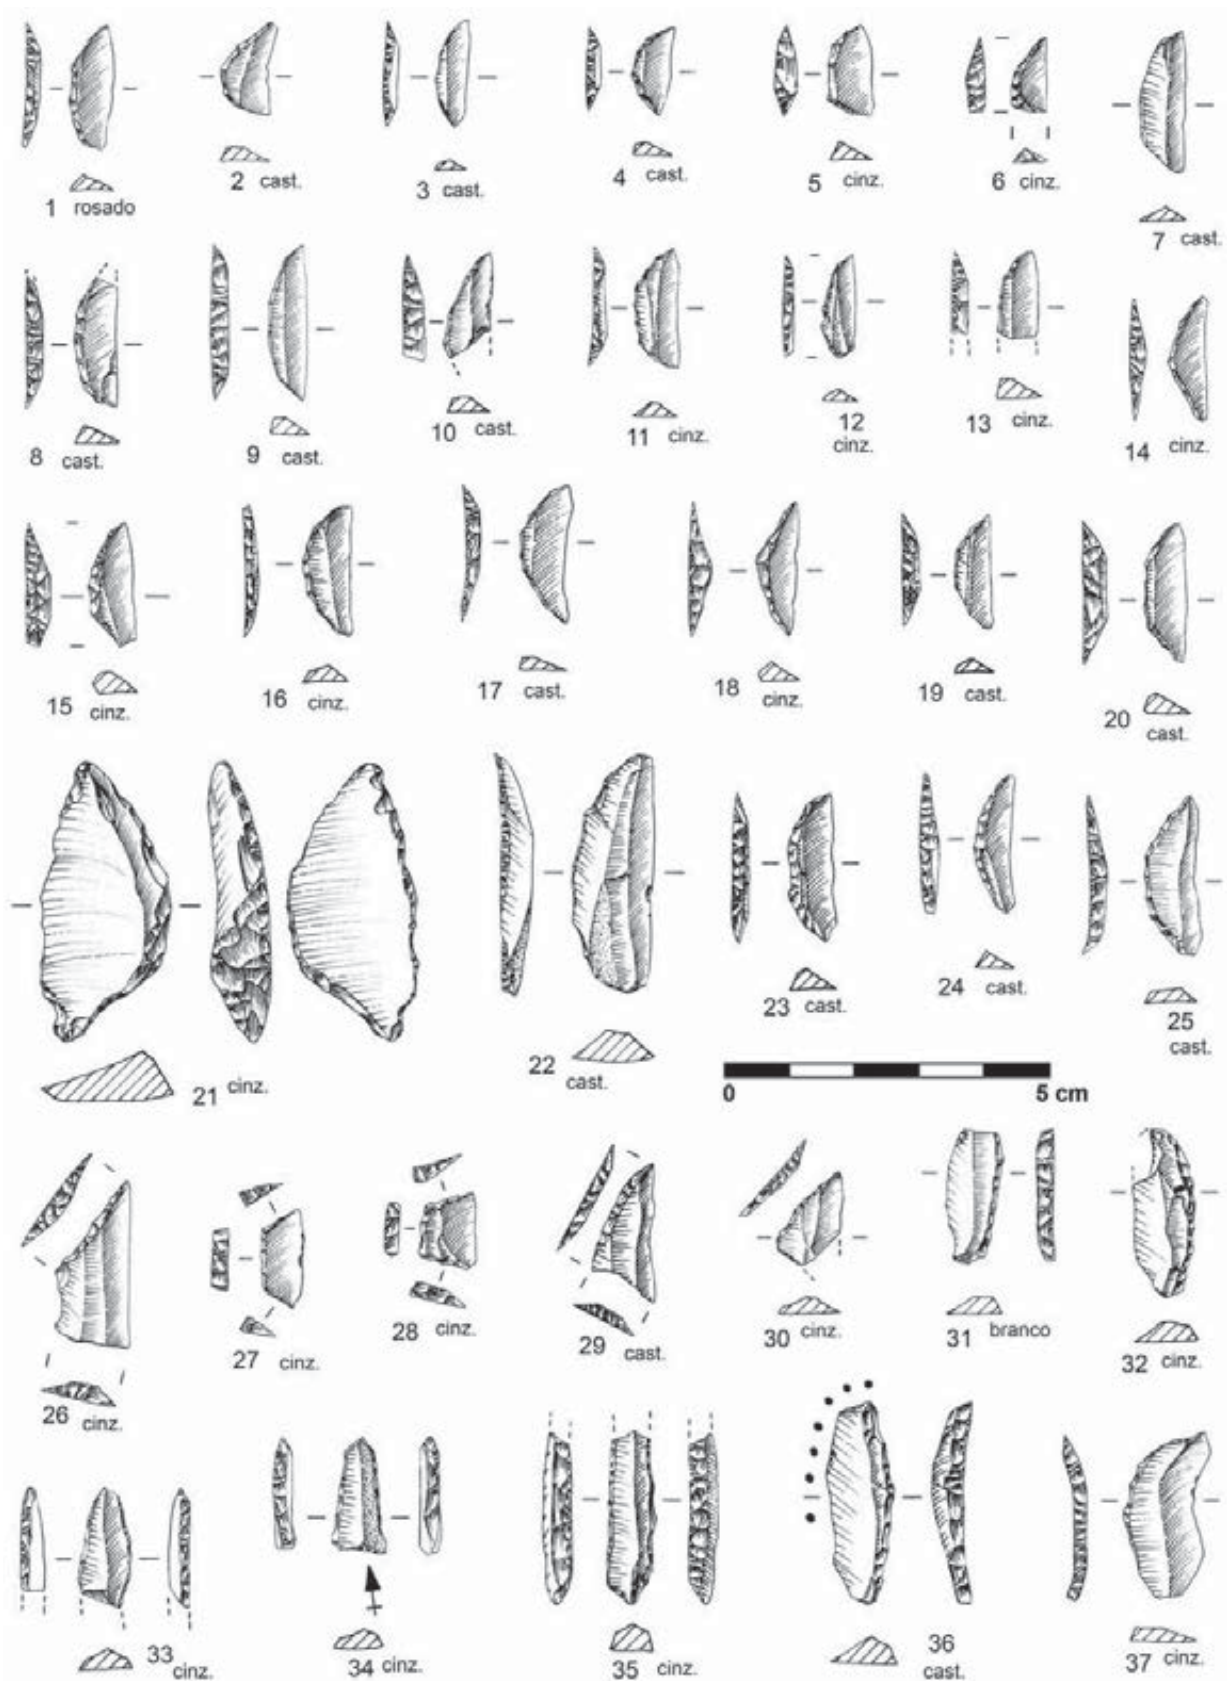 1 rosado
2 cast.
3 cast.
4 cast.
5 cinz.
6 cinz.
7 cast.
8 cast.
9 cast.
10 cast.
11 cinz.
12
cinz.
13 cinz.
14 cinz.
15 cinz.
16 cinz.
17 cast.
18 cinz.
19 cast.
20
cast.
21 cinz.
22
cast.
23 cast.
24 cast.
25
cast.
0 5 cm
26 cinz.
27 cinz.
28 cinz.
29 cast.
30 cinz.
31 branco
32 cinz.
33 cinz.
34 cinz.
35 cinz.
36
cast.
37 cinz.